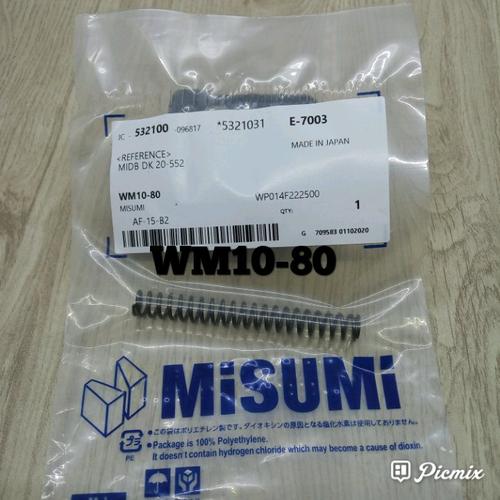 JC - 532100 -096817 *5321031 E-7003
MADE IN JAPAN
<REFERENCE>
MIDB DK 20-552
WM10-80 WP014F222500
MISUMI QTY: 1
AF-15-B2
G 709583 01102020
WM10-80
MiSUMi
●この袋はポリエチレン製です。ダイオキシンの原因となる塩化水素は使用しておりません。
プラ
PE
●Package is 100% Polyethylene.
It doesn't contain hydrogen chloride which may become a cause of dioxin.
Picmix